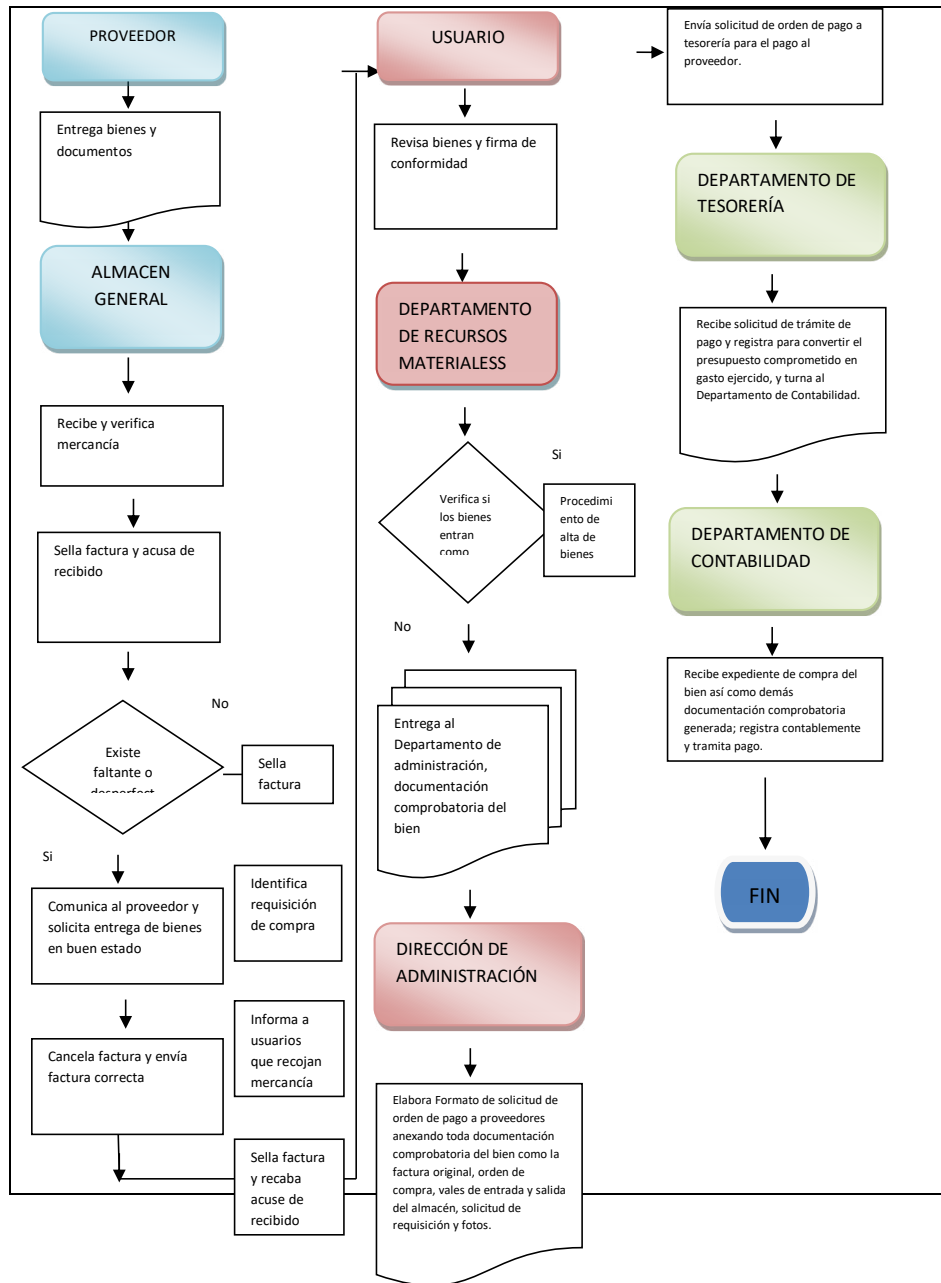 PROVEEDOR
Entrega bienes y
documentos
ALMACEN
GENERAL
Recibe y verifica
mercancía
Sella factura y acusa de
recibido
No
Existe
faltante o
Sella
factura
Si
Comunica al proveedor y
solicita entrega de bienes
en buen estado
Identifica
requisición
de compra
Cancela factura y envía
factura correcta
Informa a
usuarios
que recojan
mercancía
Sella factura
y recaba
acuse de
recibido
USUARIO
Revisa bienes y firma de
conformidad
DEPARTAMENTO
DE RECURSOS
MATERIALESS
Si
Verifica si
los bienes
entran
como
Procedimi
ento de
alta de
bienes
No
Entrega al
Departamento de
administración,
documentación
comprobatoria del
bien
DIRECCIÓN DE
ADMINISTRACIÓN
Elabora Formato de solicitud de
orden de pago a proveedores
anexando toda documentación
comprobatoria del bien como la
factura original, orden de
compra, vales de entrada y salida
del almacén, solicitud de
requisición y fotos.
Envía solicitud de orden de pago a
tesorería para el pago al
proveedor.
DEPARTAMENTO DE
TESORERÍA
Recibe solicitud de trámite de
pago y registra para convertir el
presupuesto comprometido en
gasto ejercido, y turna al
Departamento de Contabilidad.
DEPARTAMENTO DE
CONTABILIDAD
Recibe expediente de compra del
bien así como demás
documentación comprobatoria
generada; registra contablemente
y tramita pago.
FIN